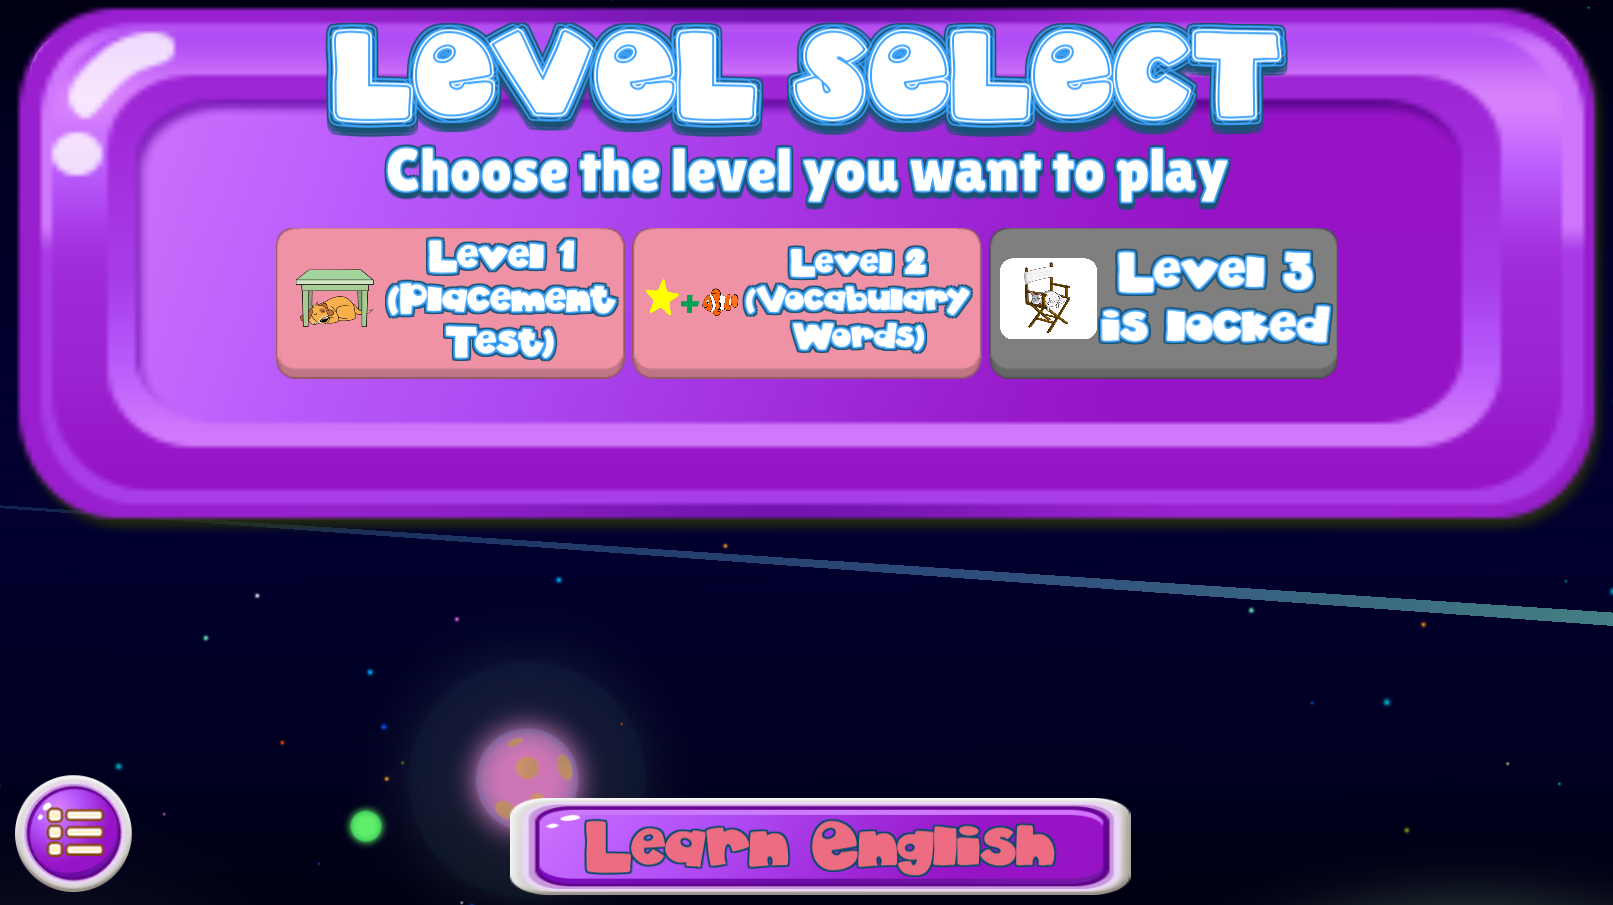 Level Select
Choose the level you want to play
Level 1
(Placement
Test)
Level 2
(Vocabulary
Words)
Level 3
is locked
Learn English